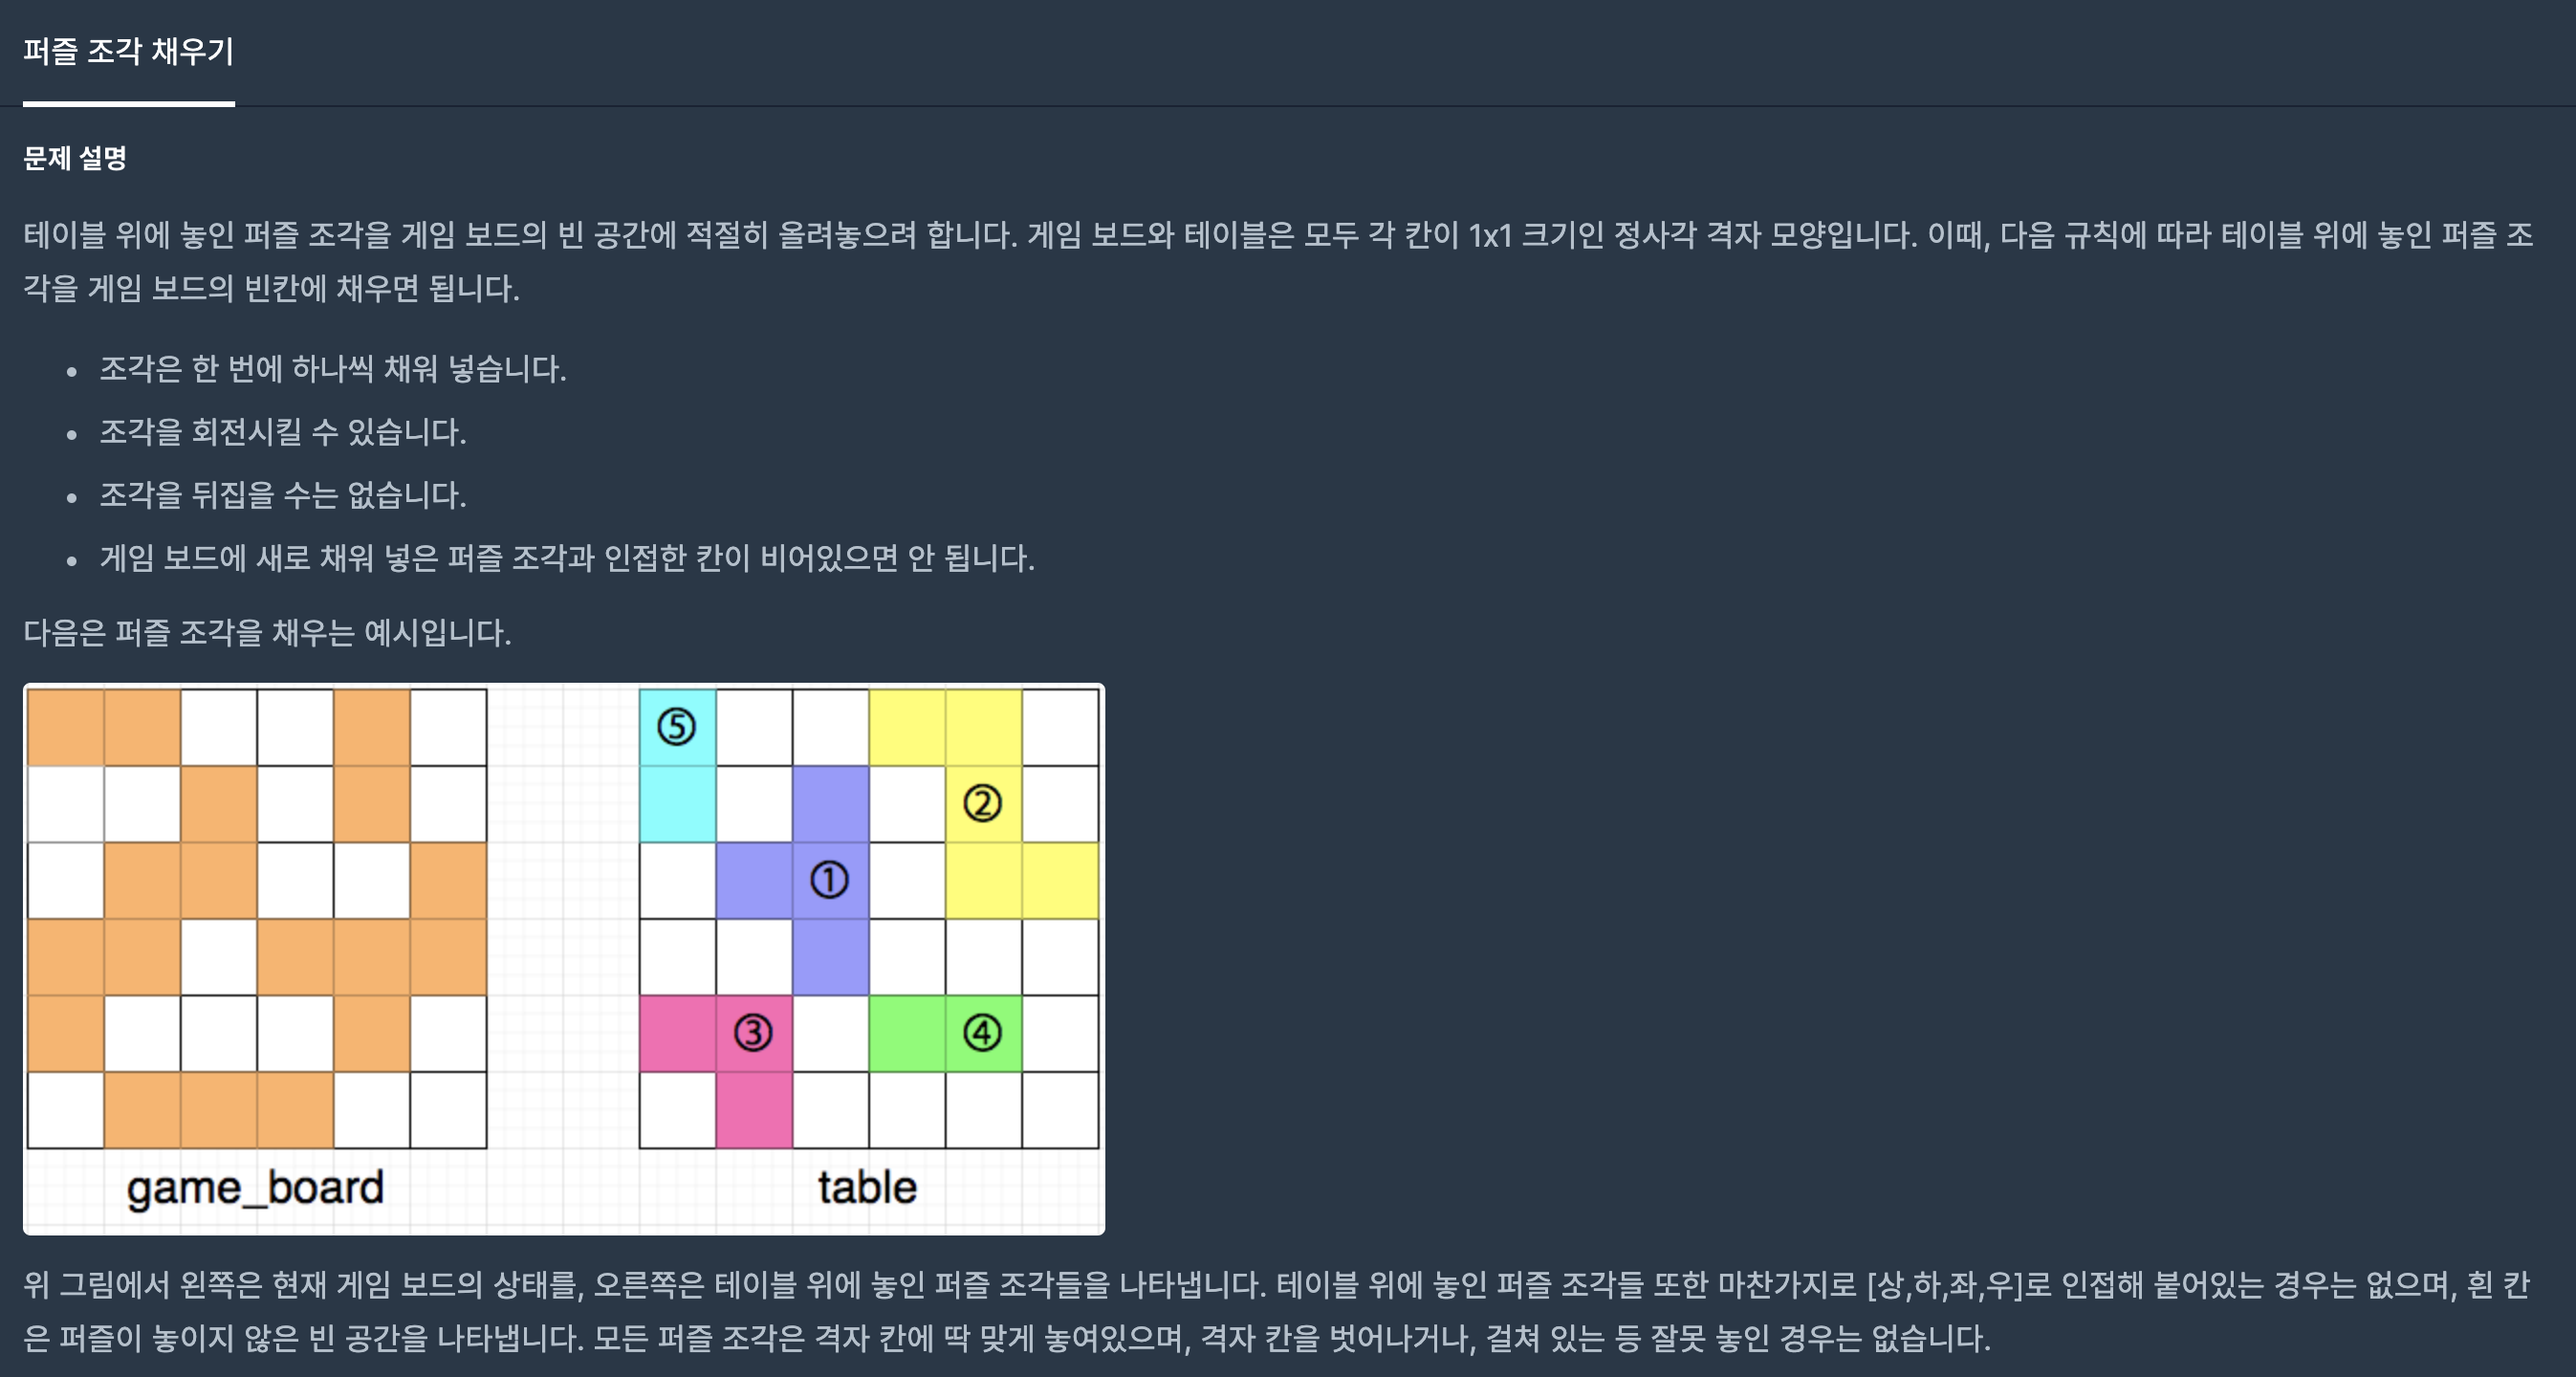 퍼즐 조각 채우기
문제 설명
테이블 위에 놓인 퍼즐 조각을 게임 보드의 빈 공간에 적절히 올려놓으려 합니다. 게임 보드와 테이블은 모두 각 칸이 1x1 크기인 정사각 격자 모양입니다. 이때, 다음 규칙에 따라 테이블 위에 놓인 퍼즐 조
각을 게임 보드의 빈칸에 채우면 됩니다.
• 조각은 한 번에 하나씩 채워 넣습니다.
• 조각을 회전시킬 수 있습니다.
• 조각을 뒤집을 수는 없습니다.
• 게임 보드에 새로 채워 넣은 퍼즐 조각과 인접한 칸이 비어있으면 안 됩니다.
다음은 퍼즐 조각을 채우는 예시입니다.
⑤
②
①
③ ④
game_board table
위 그림에서 왼쪽은 현재 게임 보드의 상태를, 오른쪽은 테이블 위에 놓인 퍼즐 조각들을 나타냅니다. 테이블 위에 놓인 퍼즐 조각들 또한 마찬가지로 [상,하,좌,우]로 인접해 붙어있는 경우는 없으며, 흰 칸
은 퍼즐이 놓이지 않은 빈 공간을 나타냅니다. 모든 퍼즐 조각은 격자 칸에 딱 맞게 놓여있으며, 격자 칸을 벗어나거나, 걸쳐 있는 등 잘못 놓인 경우는 없습니다.